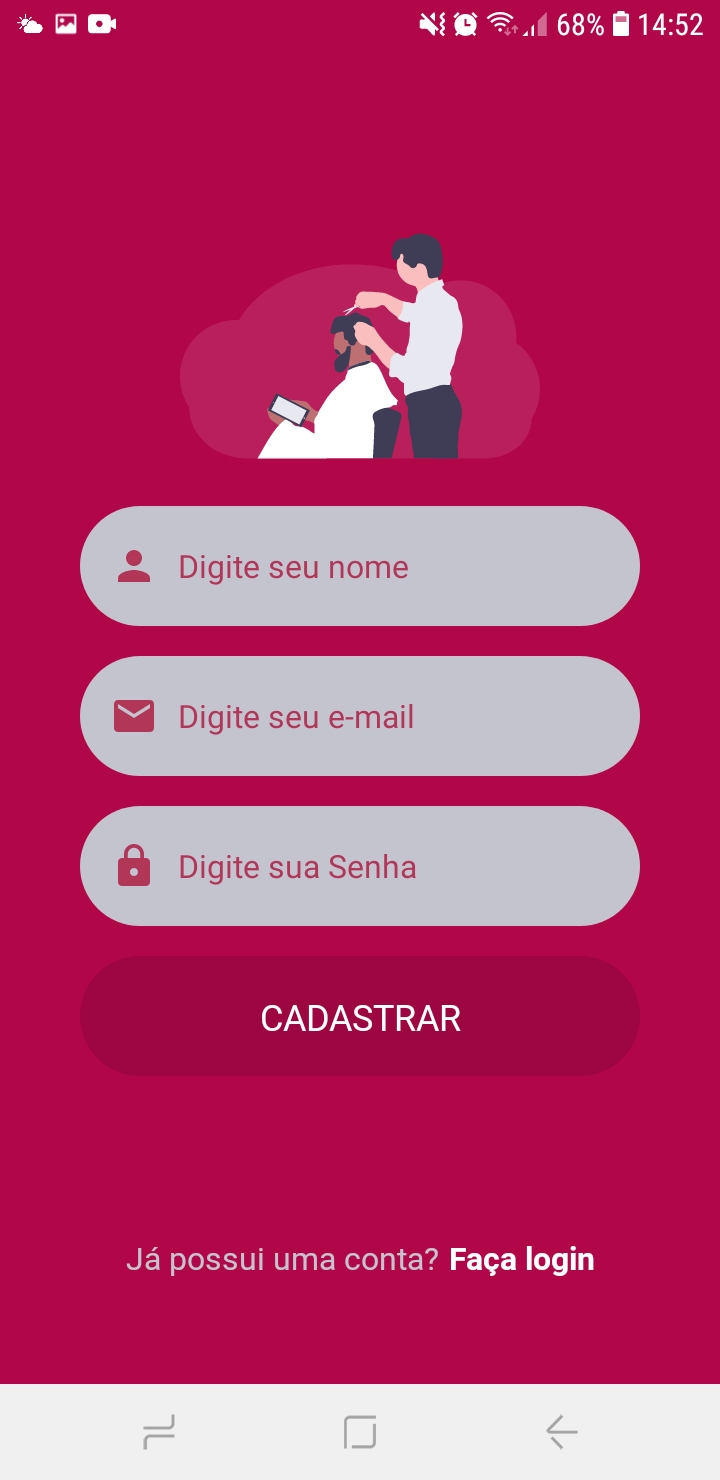 68% 14:52
Digite seu nome
Digite seu e-mail
Digite sua Senha
CADASTRAR
Já possui uma conta? Faça login